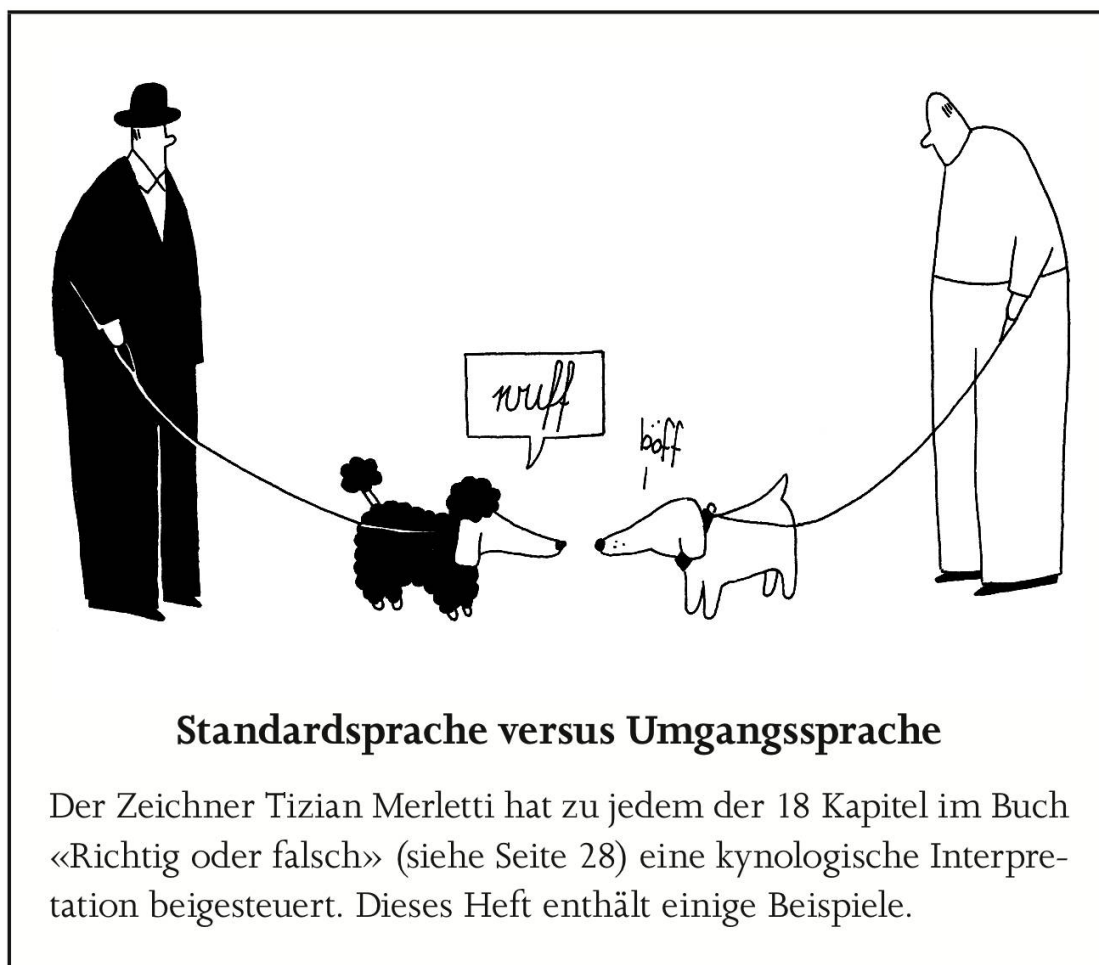 wuff
böff
Standardsprache versus Umgangssprache
Der Zeichner Tizian Merletti hat zu jedem der 18 Kapitel im Buch
«Richtig oder falsch» (siehe Seite 28) eine kynologische Interpre-
tation beigesteuert. Dieses Heft enthält einige Beispiele.